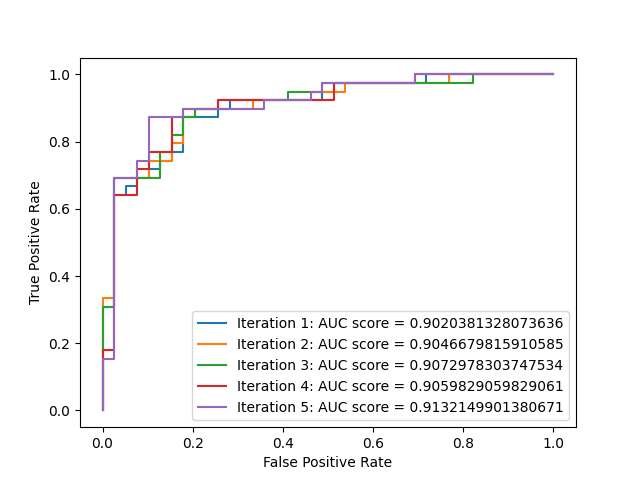 1.0
0.8
0.6
0.4
0.2
0.0
True Positive Rate
Iteration 1: AUC score = 0.9020381328073636
Iteration 2: AUC score = 0.9046679815910585
Iteration 3: AUC score = 0.9072978303747534
Iteration 4: AUC score = 0.9059829059829061
Iteration 5: AUC score = 0.9132149901380671
0.0 0.2 0.4 0.6 0.8 1.0
False Positive Rate